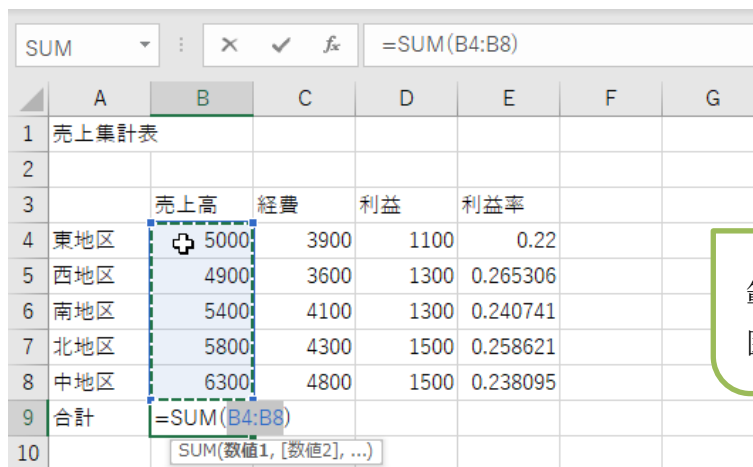 SUM fx =SUM(B4:B8)
A B C D E F G
1 売上集計表
2
3 売上高 経費 利益 利益率
4 東地区 5000 3900 1100 0.22
5 西地区 4900 3600 1300 0.265306
6 南地区 5400 4100 1300 0.240741
7 北地区 5800 4300 1500 0.258621
8 中地区 6300 4800 1500 0.238095
9 合計 =SUM(B4:B8)
10 SUM(数値1, [数値2], ...)